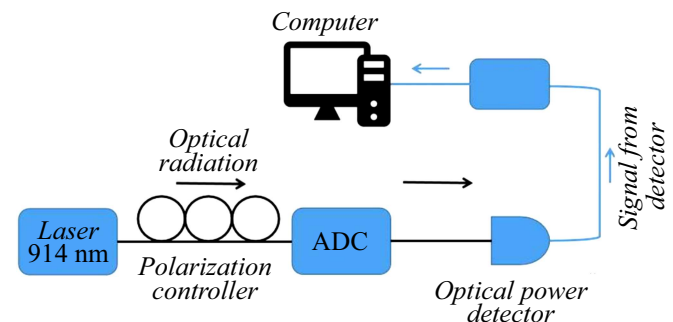 Computer
Optical
radiation
Signal from
detector
Laser
914 nm
ADC
Polarization
controller
Optical power
detector